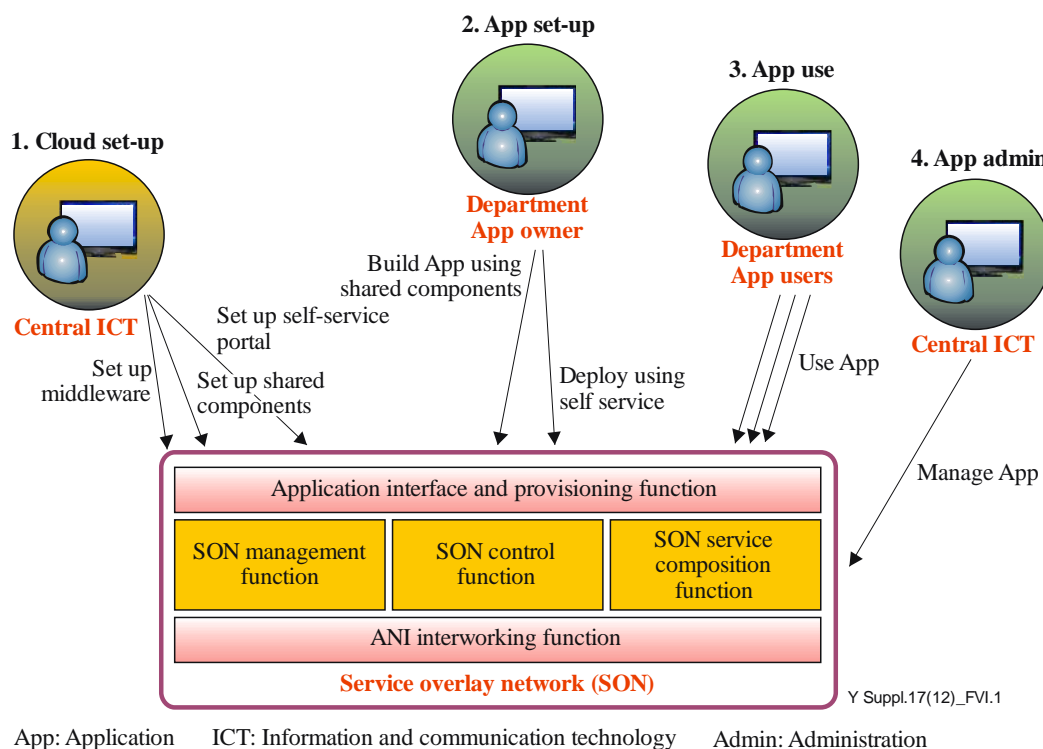 2. App set-up
3. App use
1. Cloud set-up
4. App admin
Department
App owner
Department
App users
Central ICT
Central ICT
Build App using
shared components
Set up self-service
portal
Set up
middleware
Set up shared
components
Deploy using
self service
Use App
Manage App
Application interface and provisioning function
SON management
function
SON control
function
SON service
composition
function
ANI interworking function
Service overlay network (SON)
Y Suppl.17(12)_FVI.1
App: Application ICT: Information and communication technology Admin: Administration